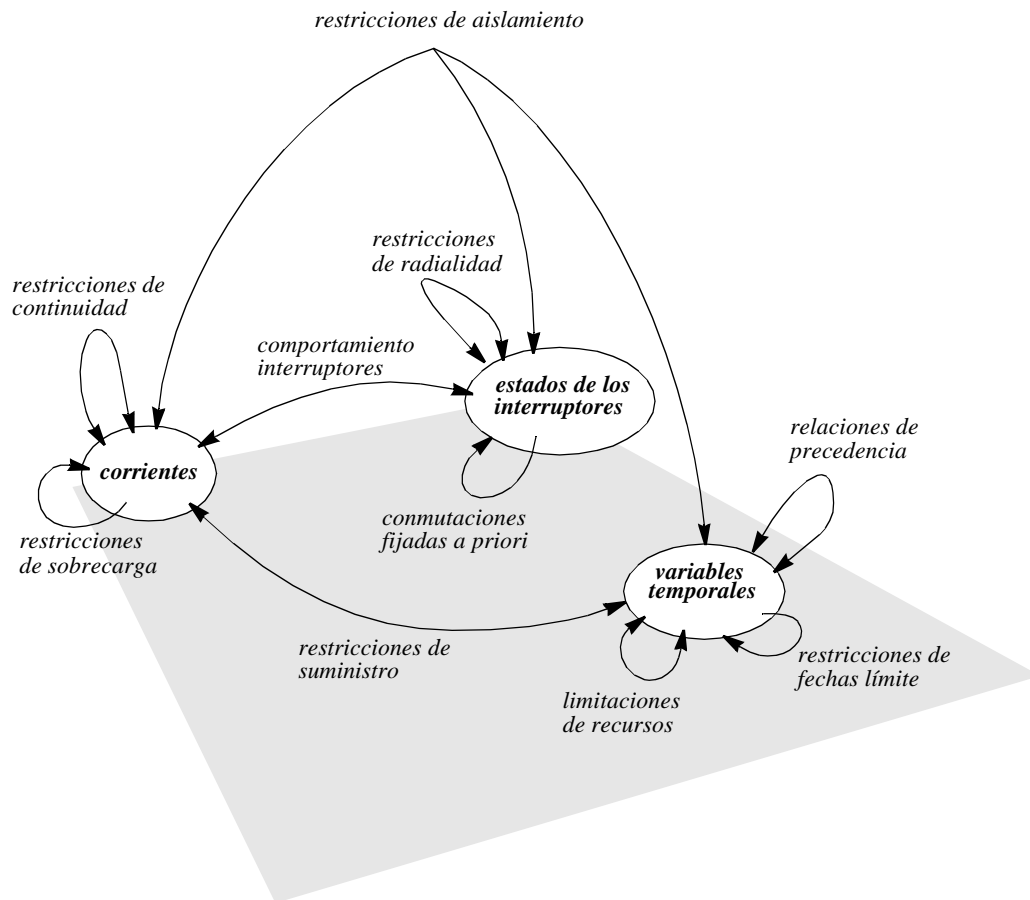 restricciones de aislamiento
restricciones
de radialidad
restricciones de
continuidad
comportamiento
interruptores
estados de los
interruptores
relaciones de
precedencia
corrientes
conmutaciones
fijadas a priori
restricciones
de sobrecarga
variables
temporales
restricciones de
suministro
restricciones de
fechas límite
limitaciones
de recursos